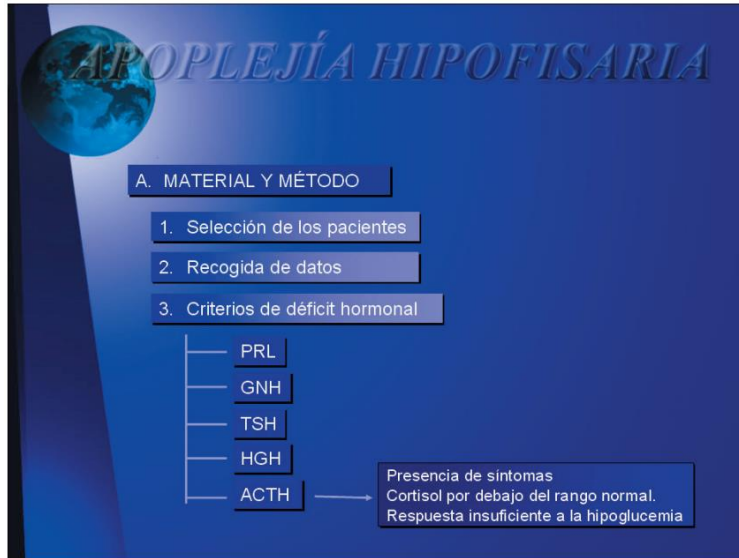 APOPLEJÍA HIPOFISARIA
A. MATERIAL Y MÉTODO
1. Selección de los pacientes
2. Recogida de datos
3. Criterios de déficit hormonal
PRL
GNH
TSH
HGH
ACTH
Presencia de síntomas
Cortisol por debajo del rango normal.
Respuesta insuficiente a la hipoglucemia